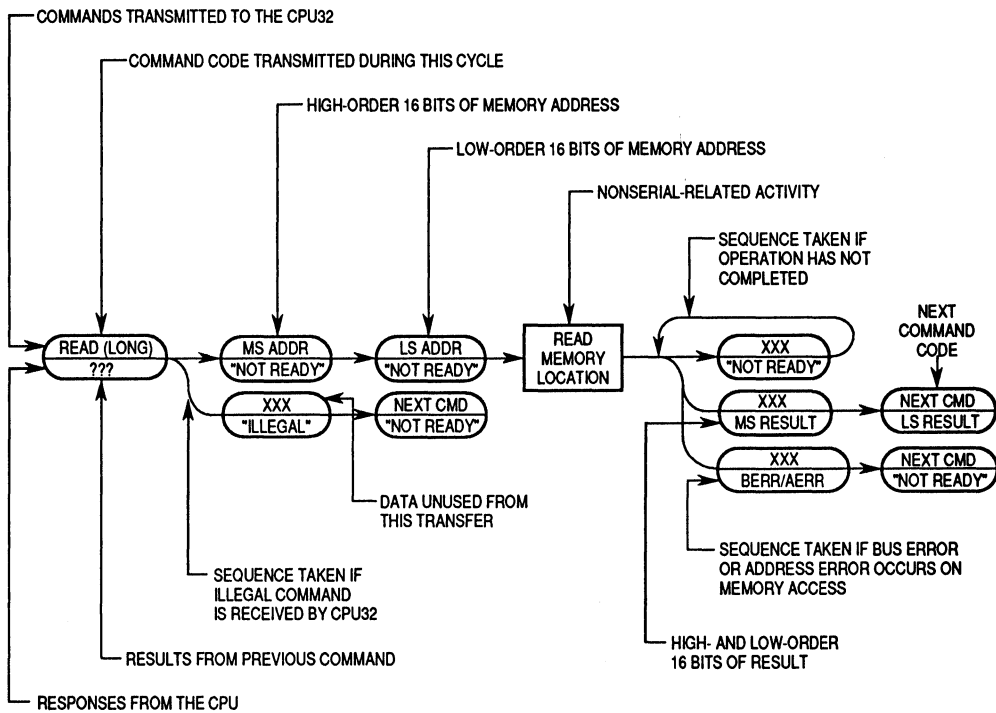 COMMANDS TRANSMITTED TO THE CPU32
COMMAND CODE TRANSMITTED DURING THIS CYCLE
HIGH-ORDER 16 BITS OF MEMORY ADDRESS
LOW-ORDER 16 BITS OF MEMORY ADDRESS
NONSERIAL-RELATED ACTIVITY
SEQUENCE TAKEN IF
OPERATION HAS NOT
COMPLETED
NEXT
COMMAND
CODE
READ (LONG)
???
MS ADDR
"NOT READY"
LS ADDR
"NOT READY"
READ
MEMORY
LOCATION
XXX
"NOT READY"
XXX
"ILLEGAL"
NEXT CMD
"NOT READY"
XXX
MS RESULT
NEXT CMD
LS RESULT
XXX
BERR/AERR
NEXT CMD
"NOT READY"
DATA UNUSED FROM
THIS TRANSFER
SEQUENCE TAKEN IF BUS ERROR
OR ADDRESS ERROR OCCURS ON
MEMORY ACCESS
SEQUENCE TAKEN IF
ILLEGAL COMMAND
IS RECEIVED BY CPU32
HIGH- AND LOW-ORDER
16 BITS OF RESULT
RESULTS FROM PREVIOUS COMMAND
RESPONSES FROM THE CPU